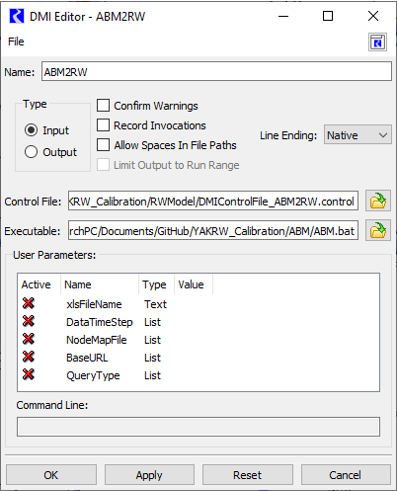 DMI Editor - ABM2RW
File
Name: ABM2RW
Type
Input
Output
Confirm Warnings
Record Invocations
Allow Spaces In File Paths
Limit Output to Run Range
Line Ending: Native
Control File: KRW_Calibration/RWModel/DMIControlFile_ABM2RW.control
Executable: rchPC/Documents/GitHub/YAKRW_Calibration/ABM/ABM.bat
User Parameters:
Active Name Type Value
xlsFileName Text
DataTimeStep List
NodeMapFile List
BaseURL List
QueryType List
Command Line:
OK Apply Reset Cancel